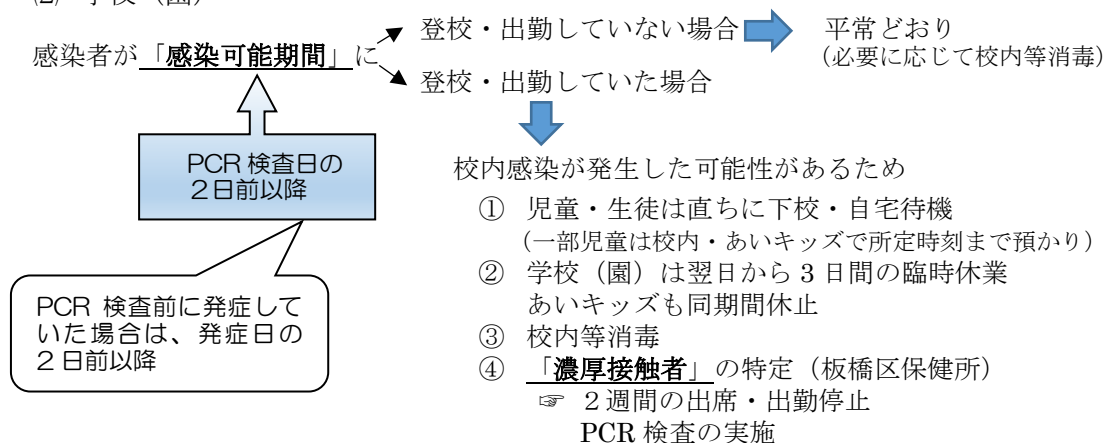 ⑵ 学校（園）
感染者が「感染可能期間」に
登校・出勤していない場合
平常どおり
（必要に応じて校内等消毒）
登校・出勤していた場合
PCR 検査日の
２日前以降
PCR 検査前に発症して
いた場合は、発症日の
２日前以降
校内感染が発生した可能性があるため
① 児童・生徒は直ちに下校・自宅待機
（一部児童は校内・あいキッズで所定時刻まで預かり）
② 学校（園）は翌日から 3 日間の臨時休業
あいキッズも同期間休止
③ 校内等消毒
④ 「濃厚接触者」の特定（板橋区保健所）
☞ ２週間の出席・出勤停止
PCR 検査の実施